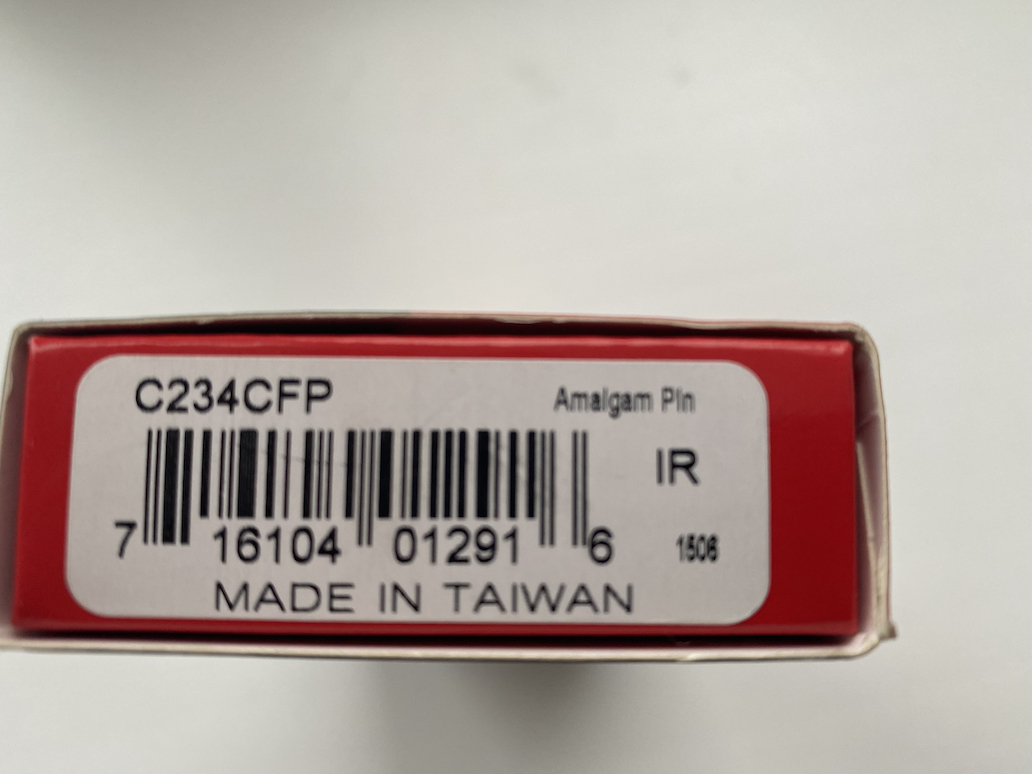 C234CFP
Amalgam Pin
IR
7 16104 01291 6
1506
MADE IN TAIWAN